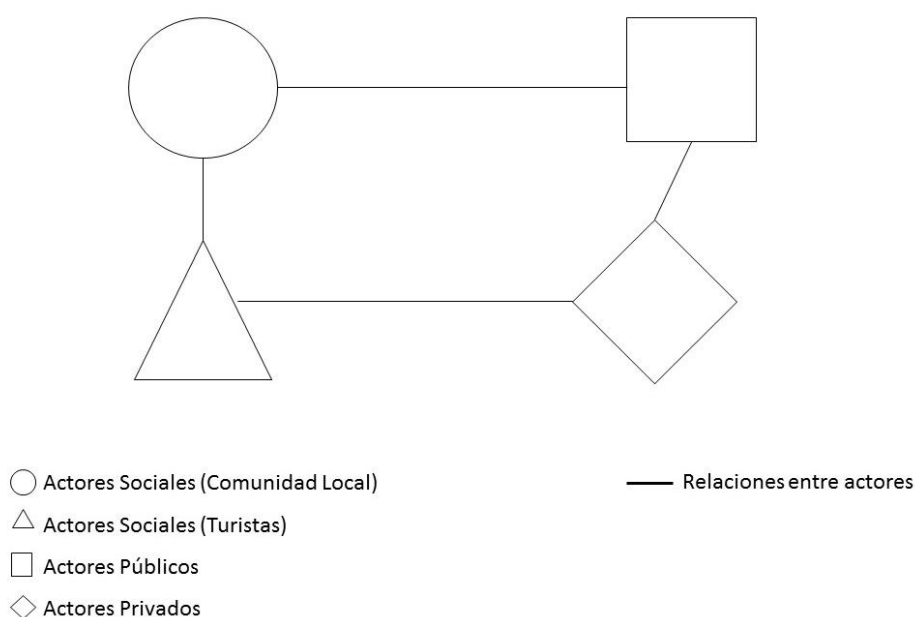 Actores Sociales (Comunidad Local)
Relaciones entre actores
Actores Sociales (Turistas)
Actores Públicos
Actores Privados